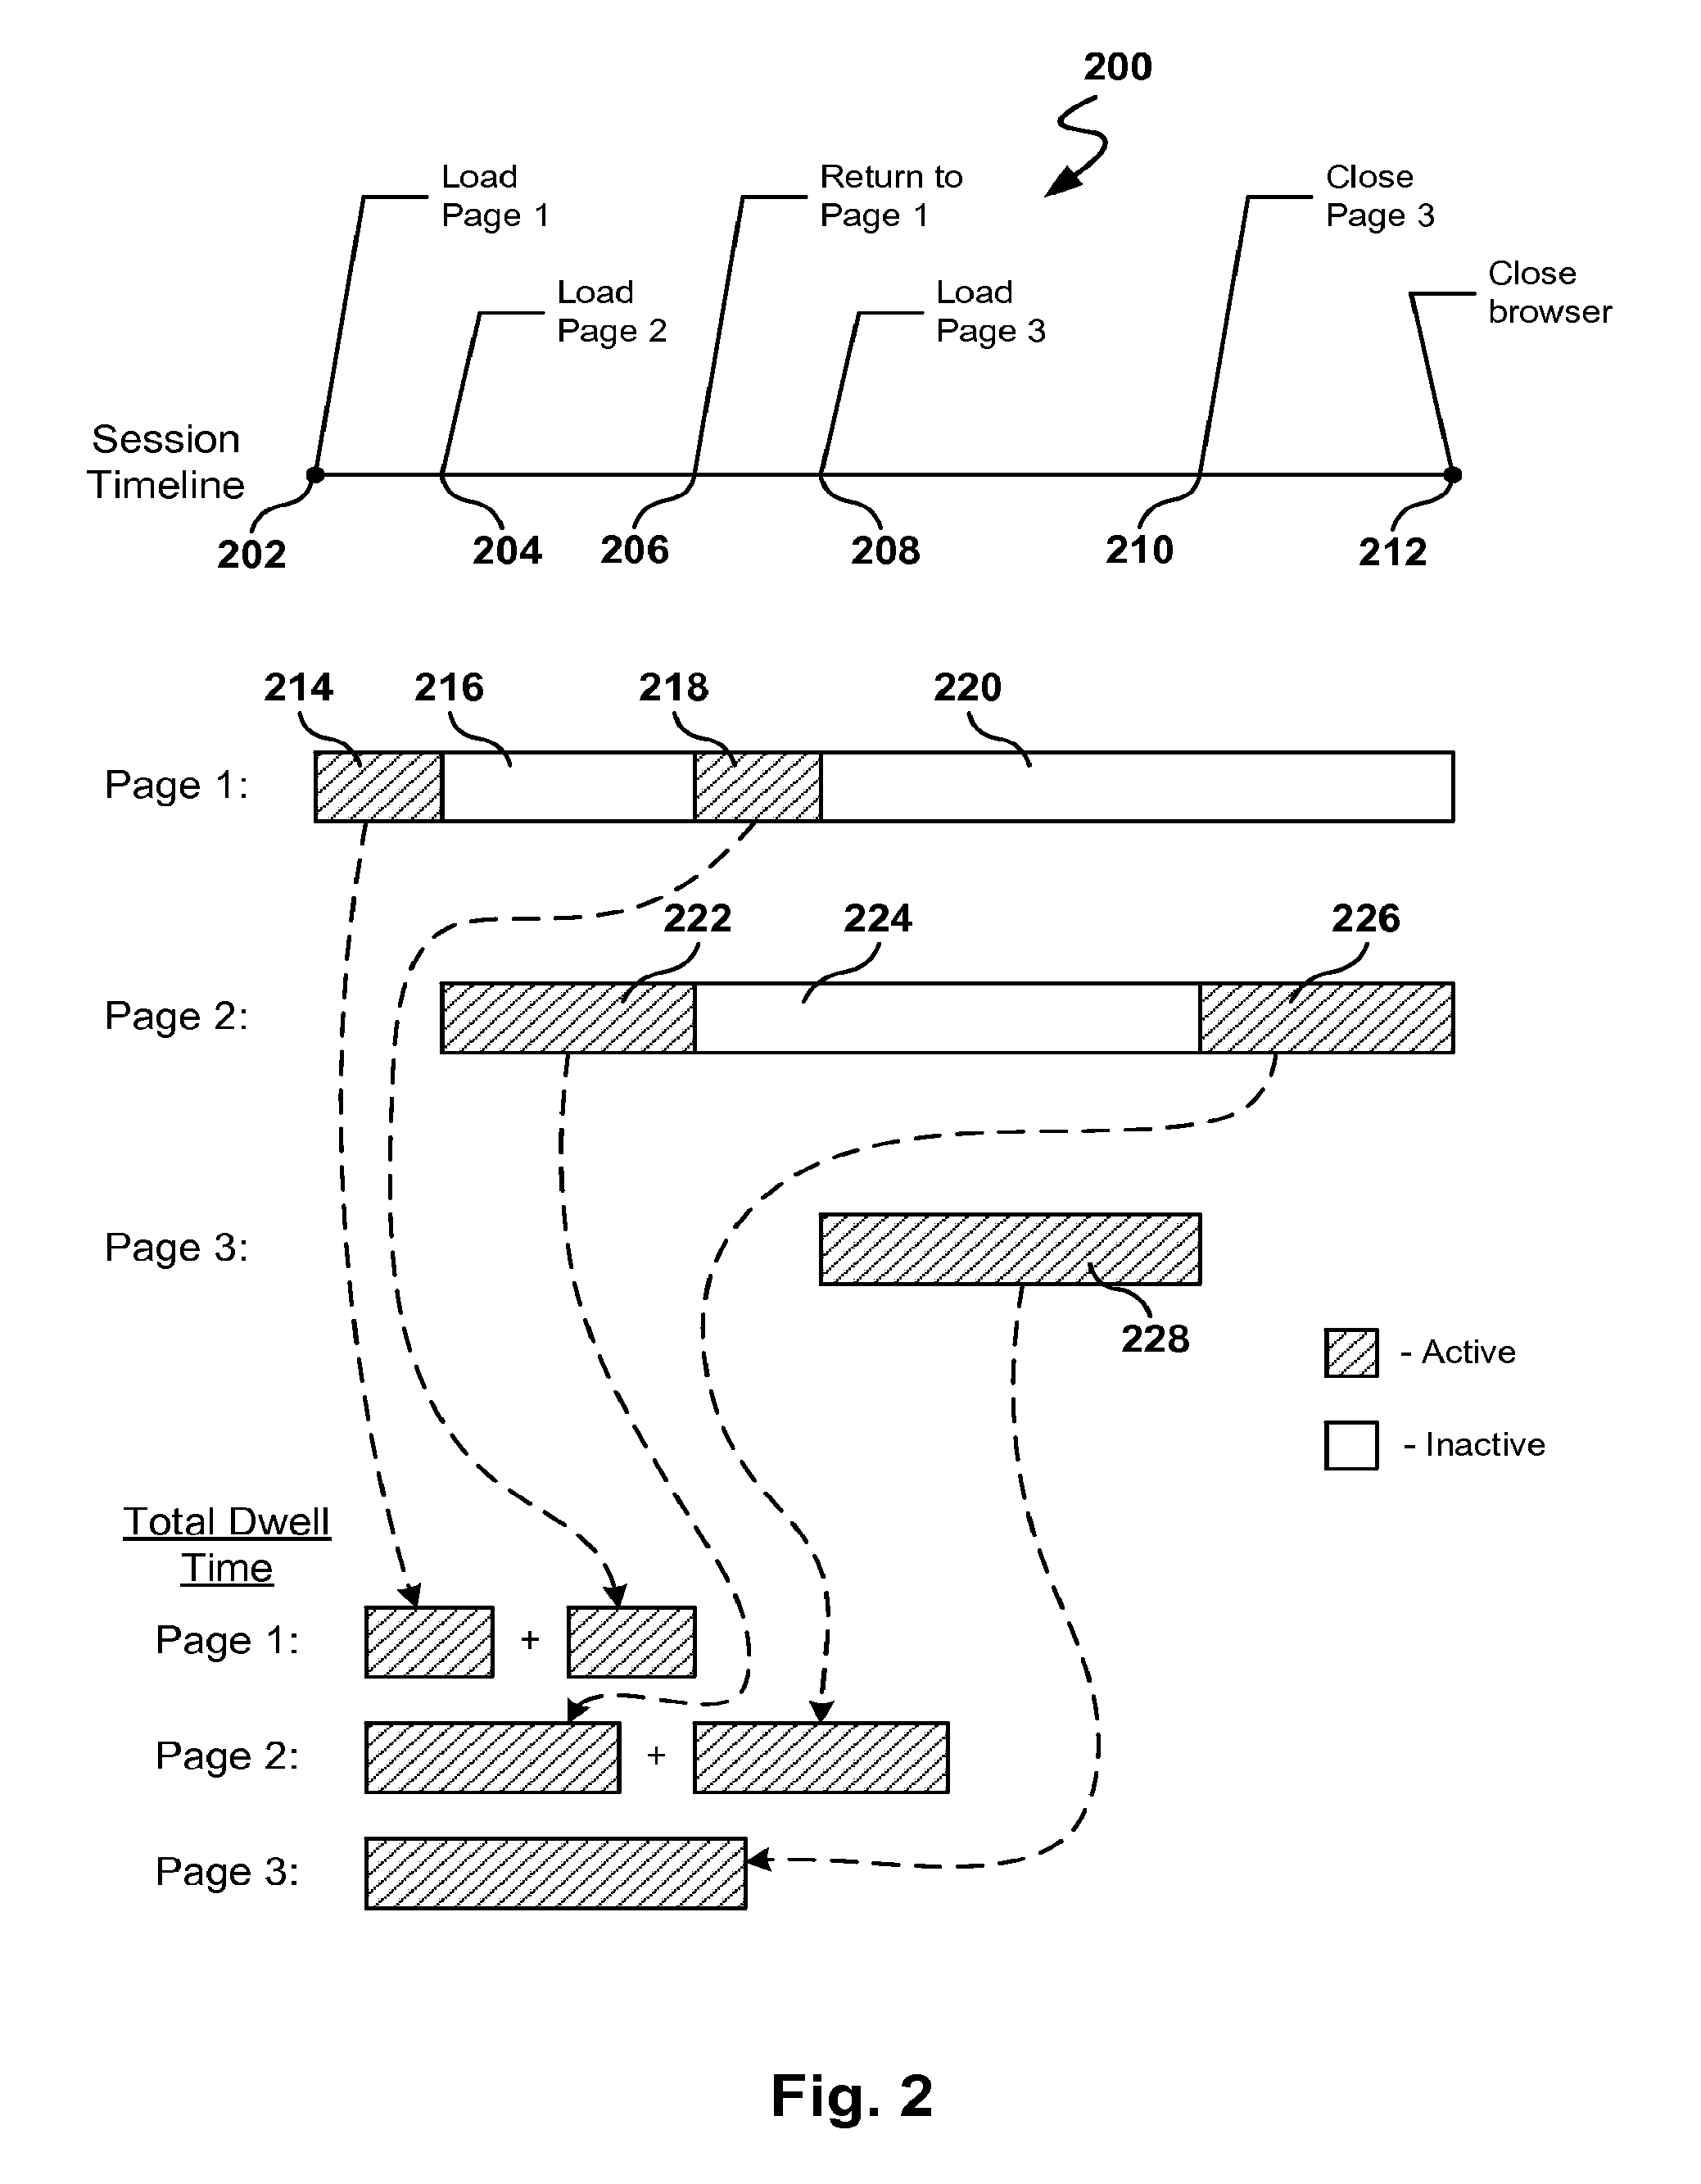 200
Load
Page 1
Return to
Page 1
Close
Page 3
Load
Page 2
Load
Page 3
Close
browser
Session
Timeline
202
204
206
208
210
212
214
216
218
220
Page 1:
222
224
226
Page 2:
Page 3:
228
- Active
- Inactive
Total Dwell
Time
Page 1:
+
Page 2:
+
Page 3:
Fig. 2